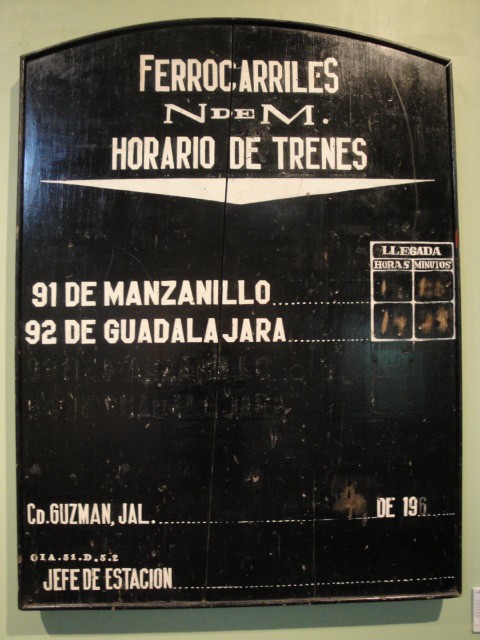 FERROCARRILES
N DE M.
HORARIO DE TRENES
LLEGADA
HORAS MINUTOS
91 DE MANZANILLO
92 DE GUADALAJARA
CD. GUZMAN, JAL. DE 196
GIA.51.D.5.2
JEFE DE ESTACION